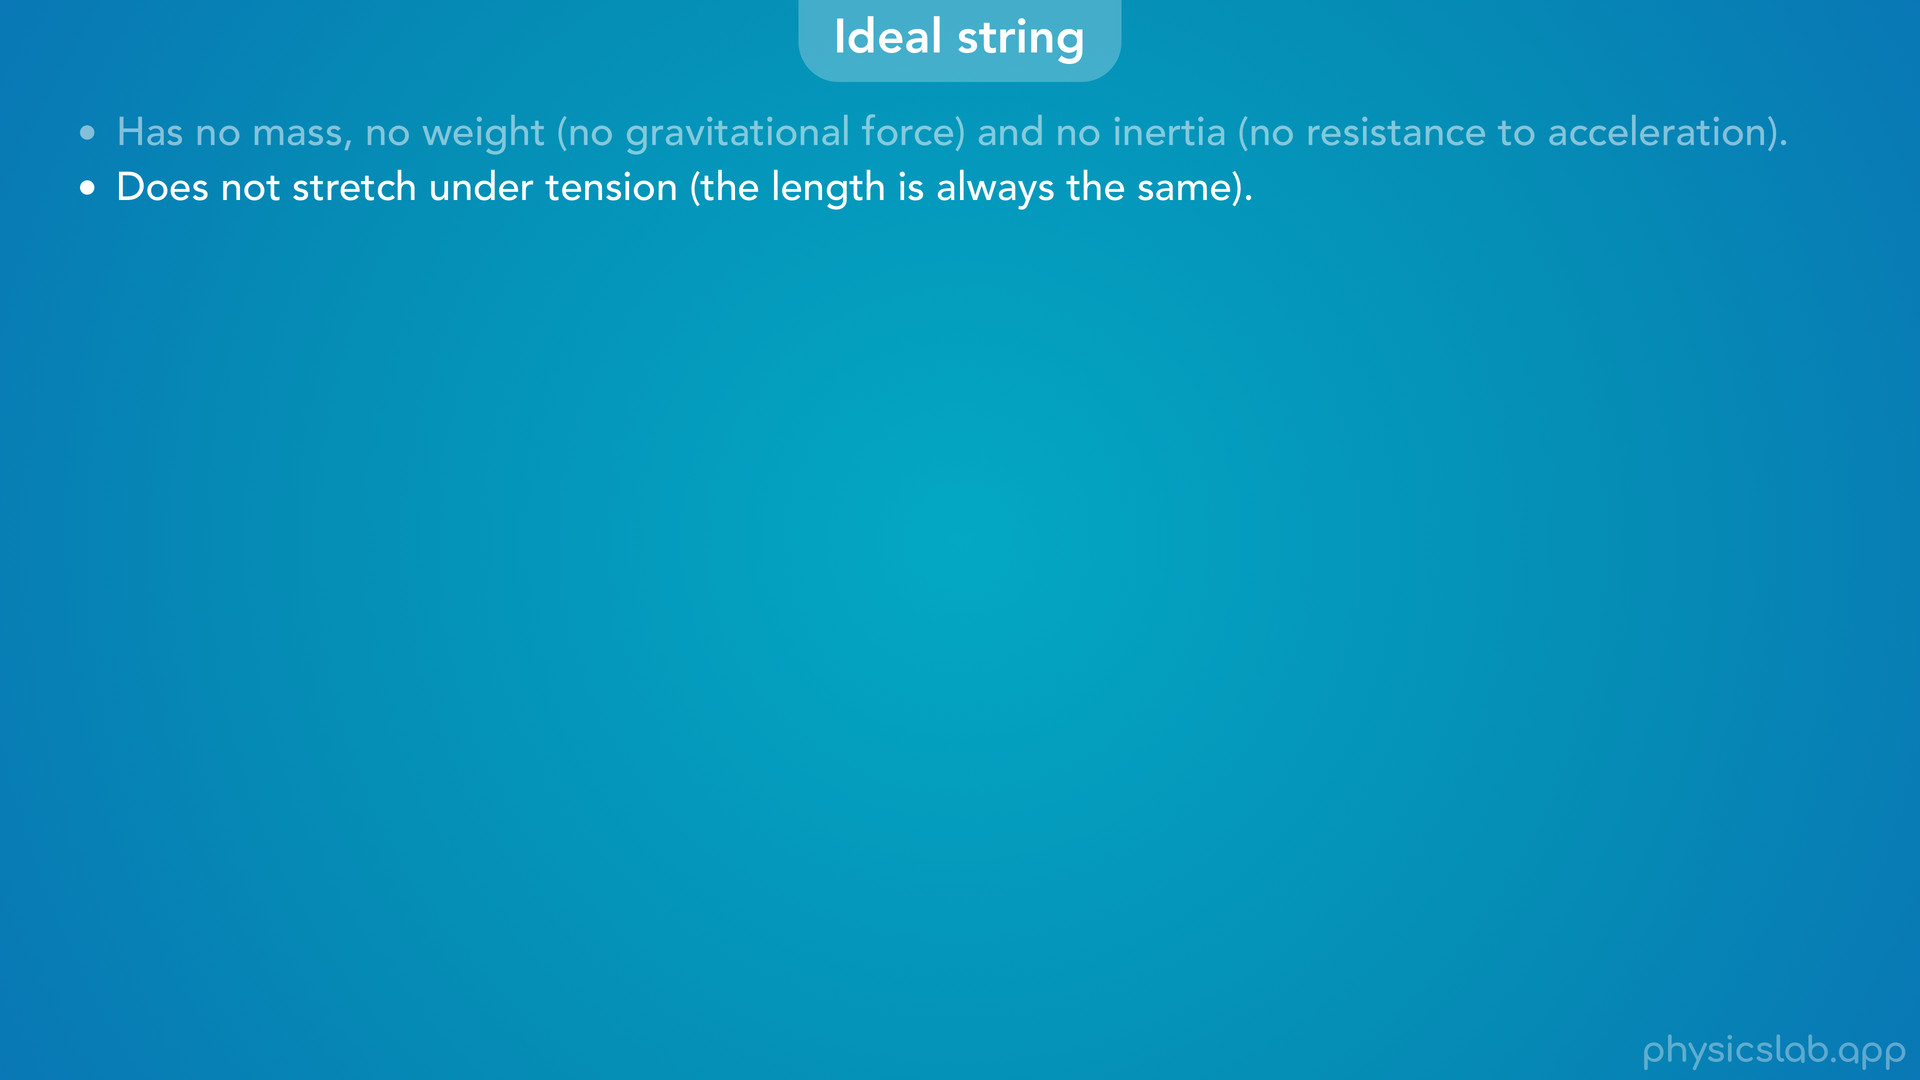 Ideal string
• Has no mass, no weight (no gravitational force) and no inertia (no resistance to acceleration).
• Does not stretch under tension (the length is always the same).
physicslab.app